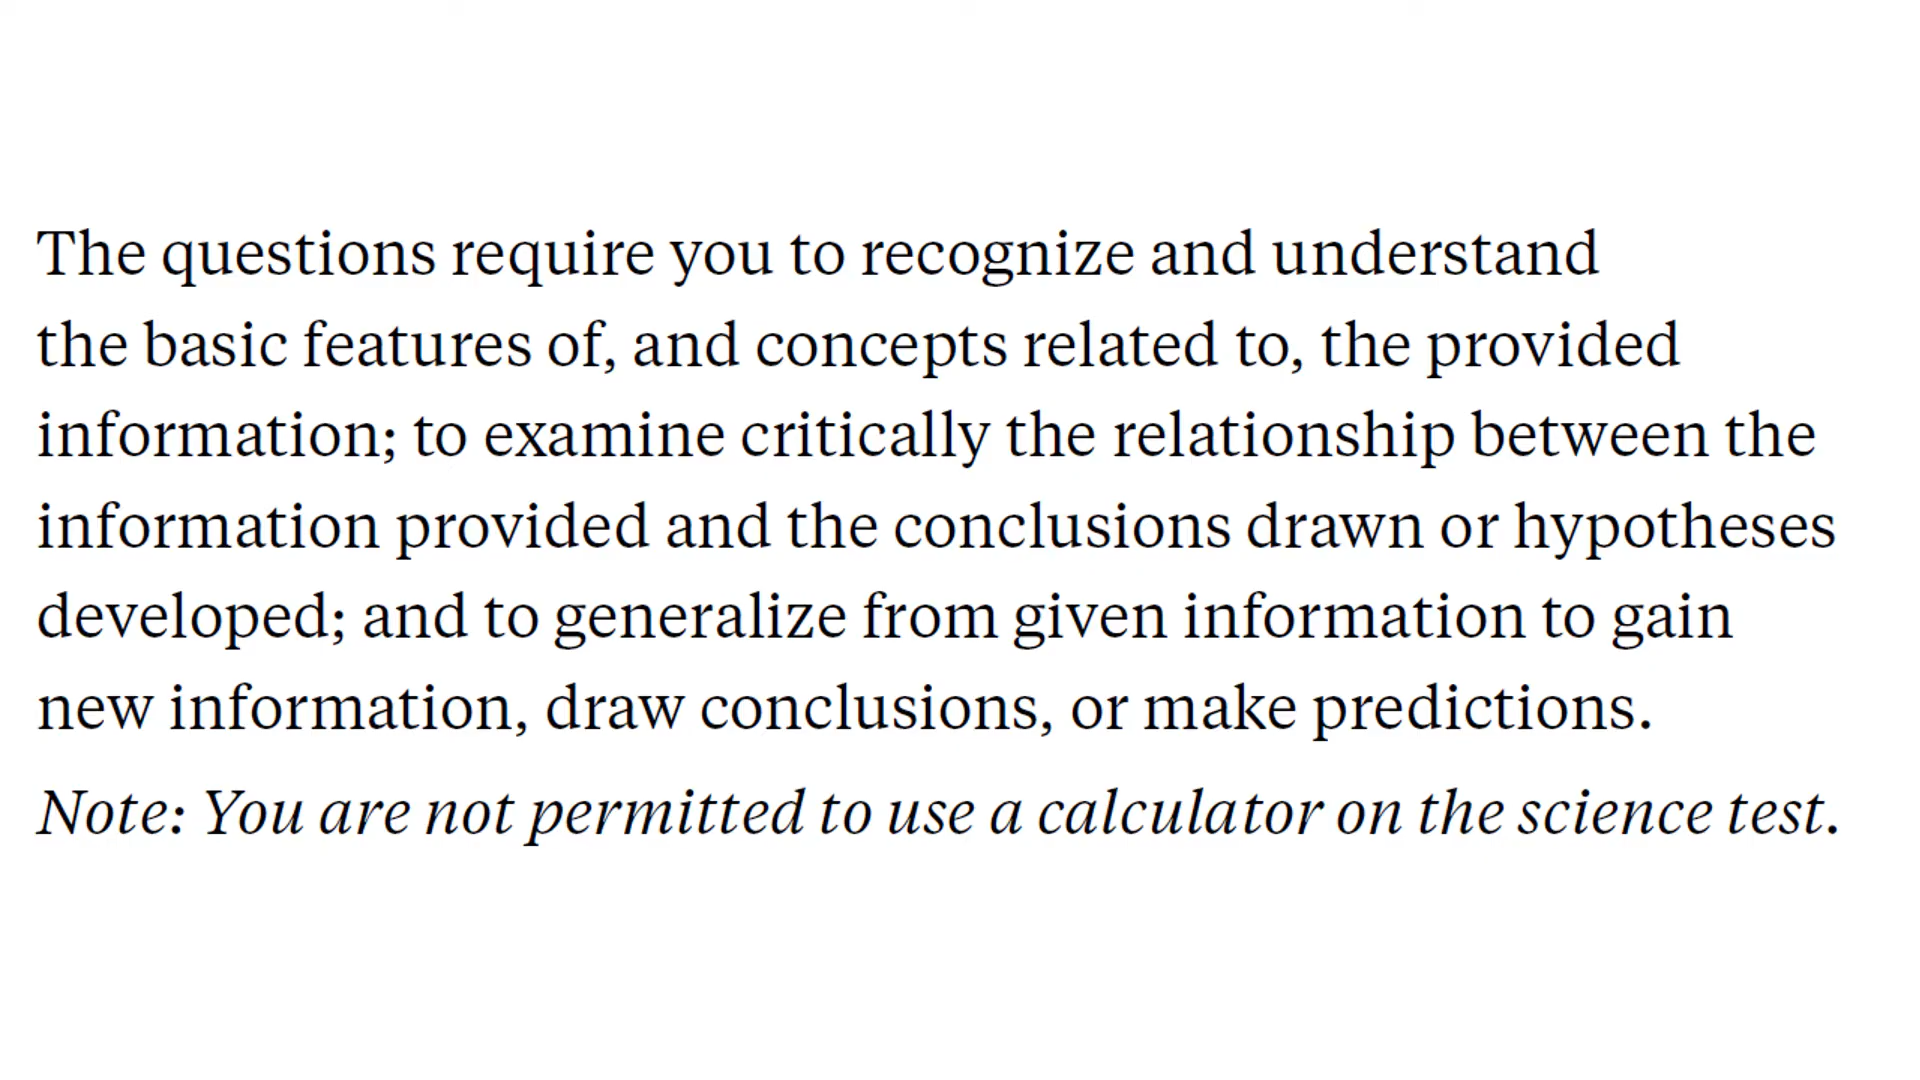 The questions require you to recognize and understand
the basic features of, and concepts related to, the provided
information; to examine critically the relationship between the
information provided and the conclusions drawn or hypotheses
developed; and to generalize from given information to gain
new information, draw conclusions, or make predictions.
Note: You are not permitted to use a calculator on the science test.